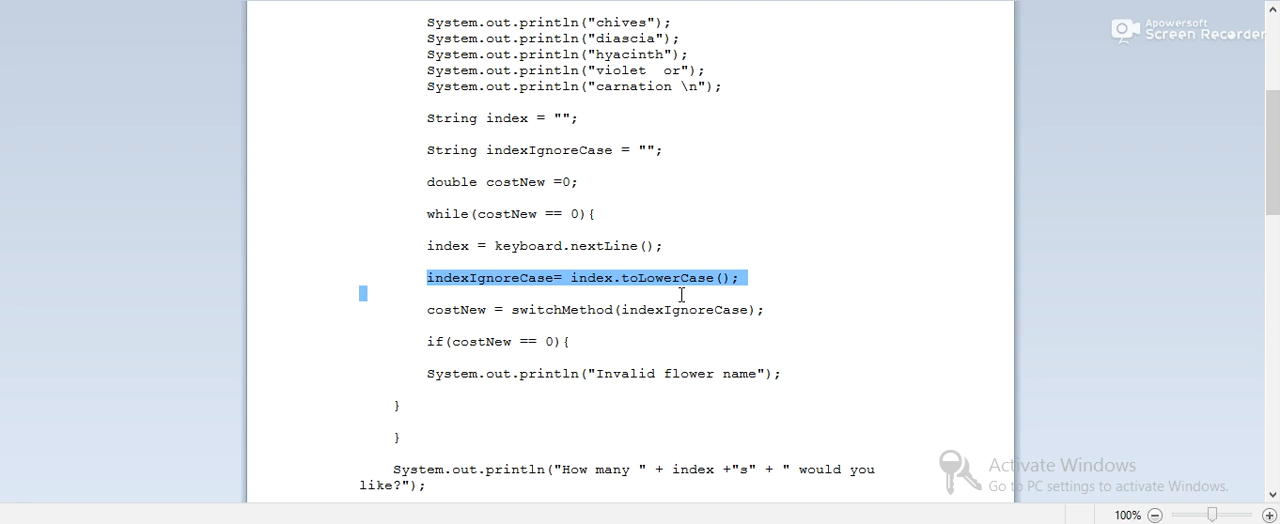 System.out.println("chives");
Apowersoft
Screen Recorder
System.out.println("diascia");
System.out.println("hyacinth");
System.out.println("violet  or");
System.out.println("carnation \n");
String index = "";
String indexIgnoreCase = "";
double costNew =0;
while(costNew == 0){
index = keyboard.nextLine();
indexIgnoreCase= index.toLowerCase();
costNew = switchMethod(indexIgnoreCase);
if(costNew == 0){
System.out.println("Invalid flower name");
}
}
System.out.println("How many " + index +"s" + " would you
like?");
Activate Windows
Go to PC settings to activate Windows.
100%